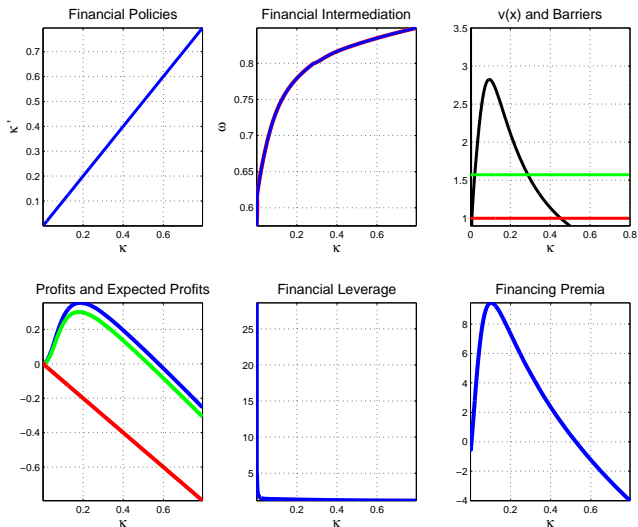 Financial Policies
Financial Intermediation
v(x) and Barriers
0.7
0.6
0.5
0.4
0.3
0.2
0.1
κ'
0.2 0.4 0.6
κ
0.8
0.75
0.7
0.65
0.6
ω
0.2 0.4 0.6
κ
3.5
3
2.5
2
1.5
1
0 0.2 0.4 0.6 0.8
κ
Profits and Expected Profits
Financial Leverage
Financing Premia
0.2
0
−0.2
−0.4
−0.6
0.2 0.4 0.6
κ
25
20
15
10
5
0.2 0.4 0.6
κ
8
6
4
2
0
−2
−4
0.2 0.4 0.6
κ